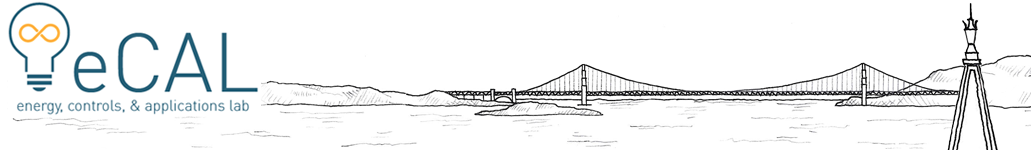 eCAL
energy, controls, & applications lab